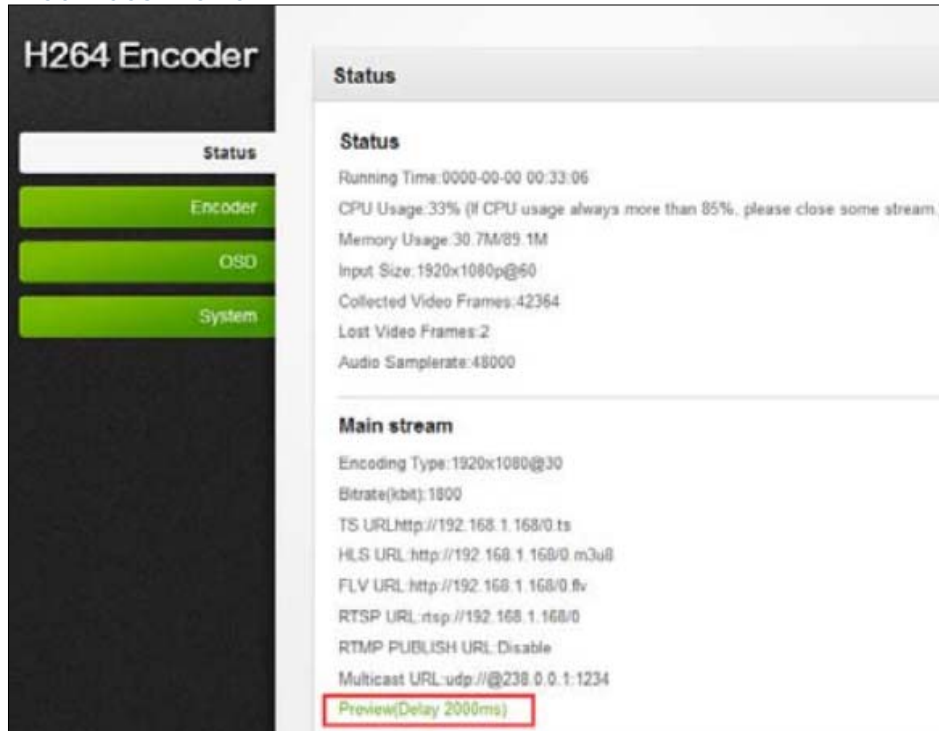 H264 Encoder
Status
Encoder
OSD
System
Status
Status
Running Time:0000-00-00 00:33:06
CPU Usage:33% (If CPU usage always more than 85%, please close some stream.
Memory Usage:30.7M/89.1M
Input Size:1920x1080p@60
Collected Video Frames:42364
Lost Video Frames:2
Audio Samplerate:48000
Main stream
Encoding Type:1920x1080@30
Bitrate(kbit):1800
TS URLhttp://192.168.1.168/0.ts
HLS URL:http://192.168.1.168/0.m3u8
FLV URL:http://192.168.1.168/0.flv
RTSP URL:rtsp://192.168.1.168/0
RTMP PUBLISH URL:Disable
Multicast URL:udp://@238.0.0.1:1234
Preview(Delay 2000ms)